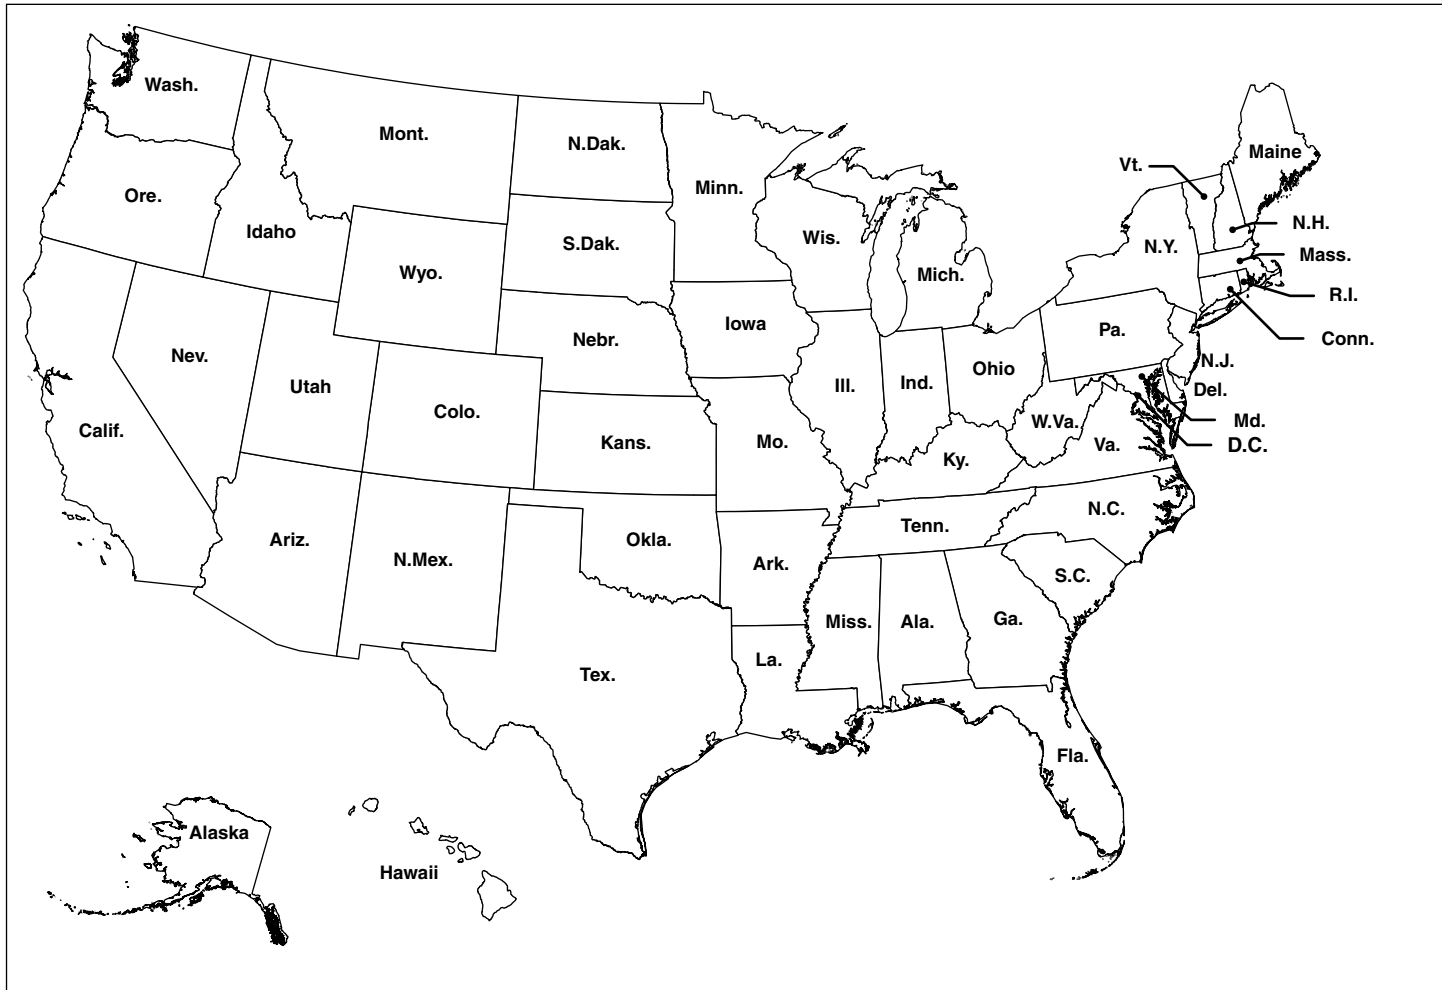 Wash.
Mont.
N.Dak.
Minn.
Maine
Vt.
Ore.
Idaho
S.Dak.
Wis.
N.H.
N.Y.
Mass.
Wyo.
Mich.
R.I.
Iowa
Pa.
Conn.
Nebr.
Nev.
Utah
Ill.
Ind.
Ohio
N.J.
Del.
Colo.
Calif.
Kans.
Mo.
W.Va.
Md.
Va.
D.C.
Ky.
Ariz.
N.Mex.
Okla.
Ark.
Tenn.
N.C.
S.C.
Miss.
Ala.
Ga.
La.
Tex.
Fla.
Alaska
Hawaii